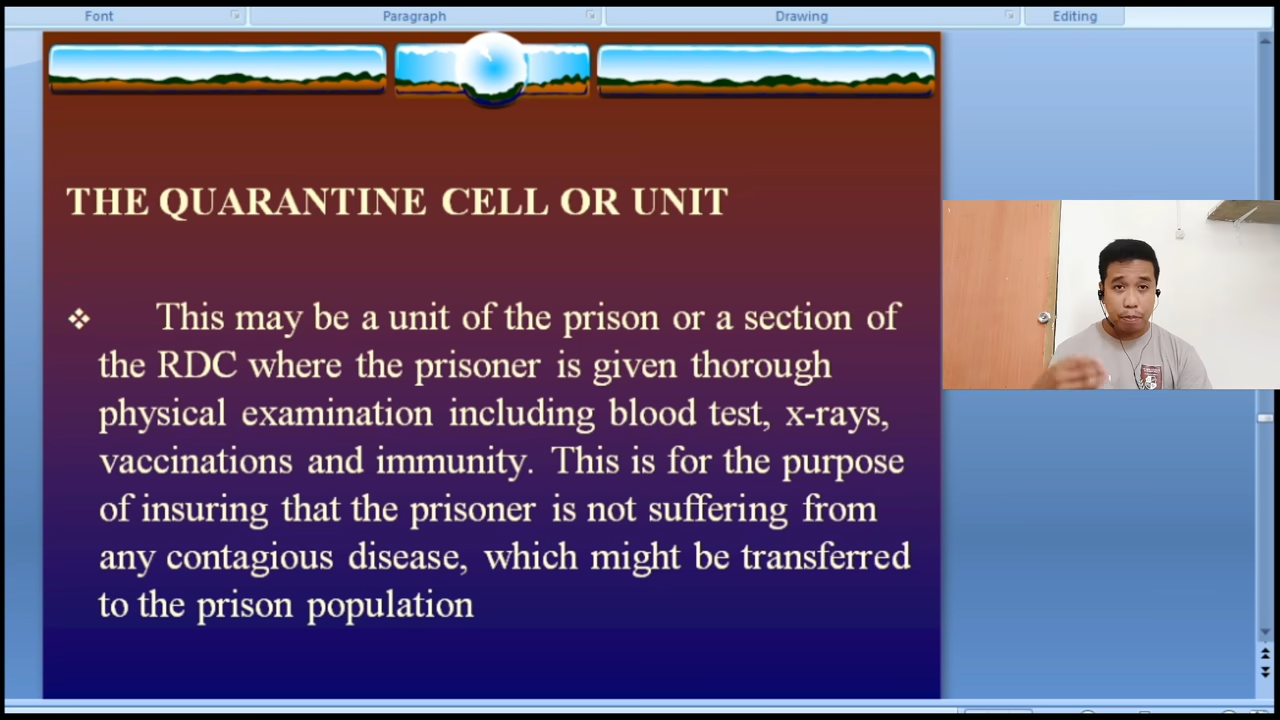 Font Paragraph Drawing Editing
THE QUARANTINE CELL OR UNIT
❖ This may be a unit of the prison or a section of
the RDC where the prisoner is given thorough
physical examination including blood test, x-rays,
vaccinations and immunity. This is for the purpose
of insuring that the prisoner is not suffering from
any contagious disease, which might be transferred
to the prison population